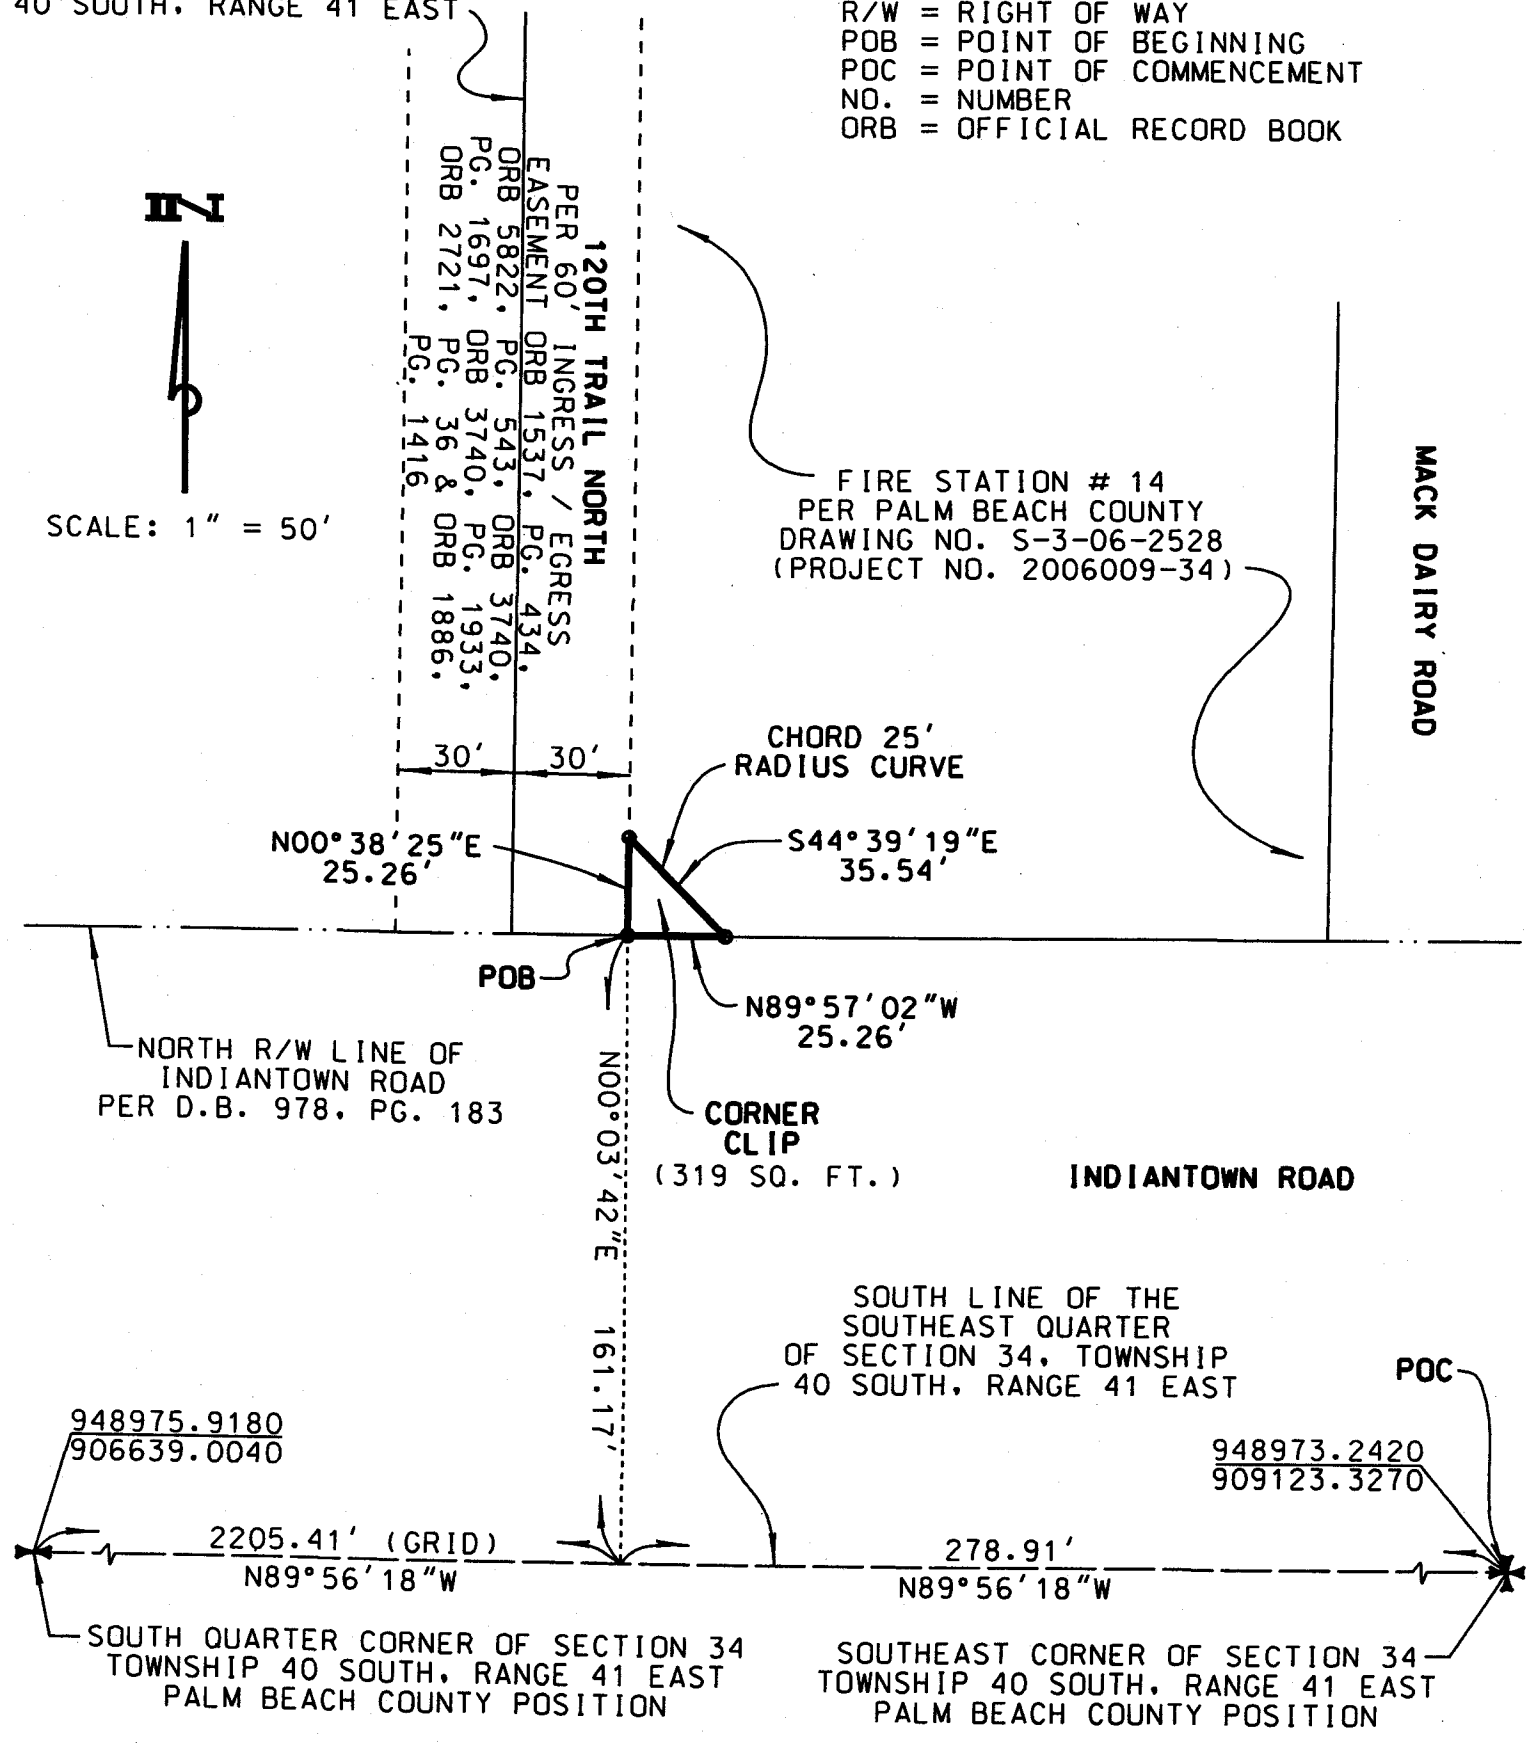 40 SOUTH, RANGE 41 EAST
R/W = RIGHT OF WAY
POB = POINT OF BEGINNING
POC = POINT OF COMMENCEMENT
NO. = NUMBER
ORB = OFFICIAL RECORD BOOK
N
SCALE: 1" = 50'
120TH TRAIL NORTH
PER 60' INGRESS / EGRESS
EASEMENT ORB 1537, PG. 434,
ORB 5822, PG. 543, ORB 3740,
PG. 1697, ORB 3740, PG. 1933,
ORB 2721, PG. 36 & ORB 1886,
PG. 1416
FIRE STATION # 14
PER PALM BEACH COUNTY
DRAWING NO. S-3-06-2528
(PROJECT NO. 2006009-34)
MACK DAIRY ROAD
30'
30'
CHORD 25'
RADIUS CURVE
N00°38'25"E
25.26'
S44°39'19"E
35.54'
POB
N89°57'02"W
25.26'
NORTH R/W LINE OF
INDIANTOWN ROAD
PER D.B. 978, PG. 183
N00°03'42"E 161.17'
CORNER
CLIP
(319 SQ. FT.)
INDIANTOWN ROAD
SOUTH LINE OF THE
SOUTHEAST QUARTER
OF SECTION 34, TOWNSHIP
40 SOUTH, RANGE 41 EAST
POC
948975.9180
906639.0040
948973.2420
909123.3270
2205.41' (GRID)
N89°56'18"W
278.91'
N89°56'18"W
SOUTH QUARTER CORNER OF SECTION 34
TOWNSHIP 40 SOUTH, RANGE 41 EAST
PALM BEACH COUNTY POSITION
SOUTHEAST CORNER OF SECTION 34
TOWNSHIP 40 SOUTH, RANGE 41 EAST
PALM BEACH COUNTY POSITION